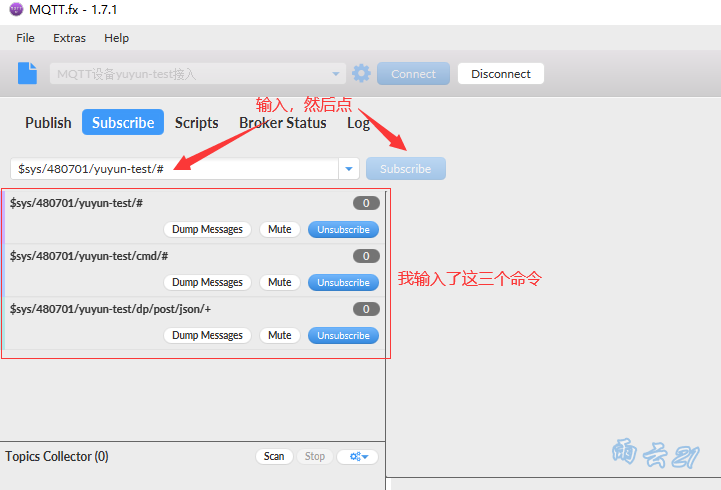 MQTT.fx - 1.7.1
File Extras Help
MQTT设备yuyun-test接入 Connect Disconnect
输入，然后点
Publish Subscribe Scripts Broker Status Log
$sys/480701/yuyun-test/# Subscribe
$sys/480701/yuyun-test/# 0
Dump Messages Mute Unsubscribe
$sys/480701/yuyun-test/cmd/# 0
Dump Messages Mute Unsubscribe
我输入了这三个命令
$sys/480701/yuyun-test/dp/post/json/+ 0
Dump Messages Mute Unsubscribe
雨云21
Topics Collector (0) Scan Stop